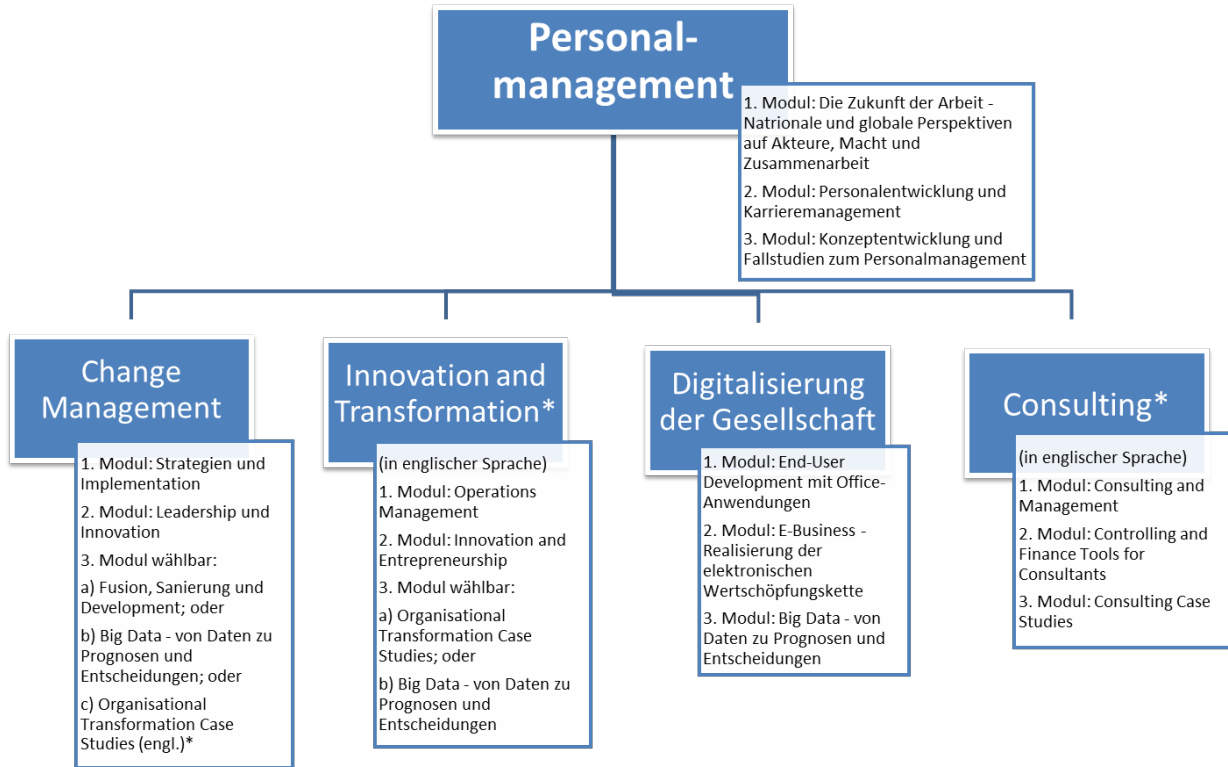 Personal-
management
1. Modul: Die Zukunft der Arbeit -
Natrionale und globale Perspektiven
auf Akteure, Macht und
Zusammenarbeit
2. Modul: Personalentwicklung und
Karrieremanagement
3. Modul: Konzeptentwicklung und
Fallstudien zum Personalmanagement
Change
Management
1. Modul: Strategien und
Implementation
2. Modul: Leadership und
Innovation
3. Modul wählbar:
a) Fusion, Sanierung und
Development; oder
b) Big Data - von Daten zu
Prognosen und
Entscheidungen; oder
c) Organisational
Transformation Case
Studies (engl.)*
Innovation and
Transformation*
(in englischer Sprache)
1. Modul: Operations
Management
2. Modul: Innovation and
Entrepreneurship
3. Modul wählbar:
a) Organisational
Transformation Case
Studies; oder
b) Big Data - von Daten zu
Prognosen und
Entscheidungen
Digitalisierung
der Gesellschaft
1. Modul: End-User
Development mit Office-
Anwendungen
2. Modul: E-Business -
Realisierung der
elektronischen
Wertschöpfungskette
3. Modul: Big Data - von
Daten zu Prognosen und
Entscheidungen
Consulting*
(in englischer Sprache)
1. Modul: Consulting and
Management
2. Modul: Controlling and
Finance Tools for
Consultants
3. Modul: Consulting Case
Studies